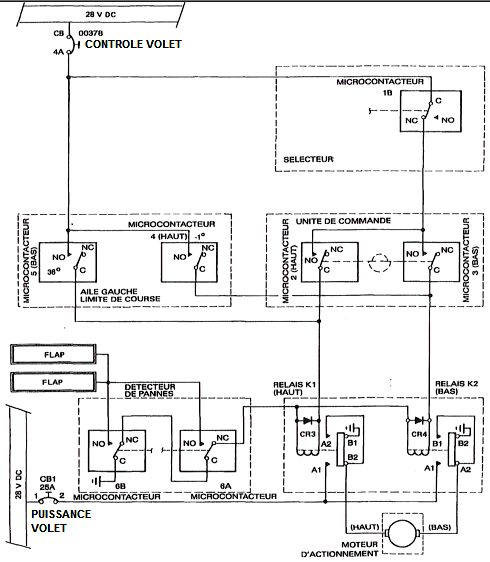 28 V DC
CB 00378
4A
CONTROLE VOLET
MICROCONTACTEUR
1B
C
NC NO
SELECTEUR
MICROCONTACTEUR
5 (BAS)
MICROCONTACTEUR
4 (HAUT) -1°
NO NC
C
36°
NC
NO
C
AILE GAUCHE
LIMITE DE COURSE
UNITE DE COMMANDE
MICROCONTACTEUR
2 (HAUT)
NC
NO
C
NC
NO
C
MICROCONTACTEUR
3 (BAS)
FLAP
FLAP
DETECTEUR
DE PANNES
RELAIS K1
(HAUT)
RELAIS K2
(BAS)
NO NC
C
NO NC
C
6B
6A
MICROCONTACTEUR
MICROCONTACTEUR
CR3
A2
B1
B2
A1
CR4
B1
B2
A1
A2
28 V DC
CB1
25A
1 2
PUISSANCE
VOLET
(HAUT)
(BAS)
MOTEUR
D'ACTIONNEMENT